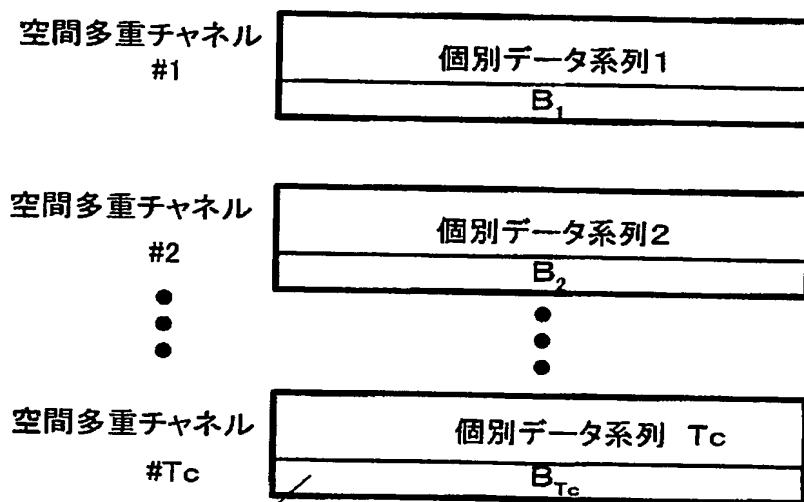 空間多重チャネル
#1
個別データ系列1
B₁
空間多重チャネル
#2
個別データ系列2
B₂
空間多重チャネル
#Tc
個別データ系列 Tc
B_Tc